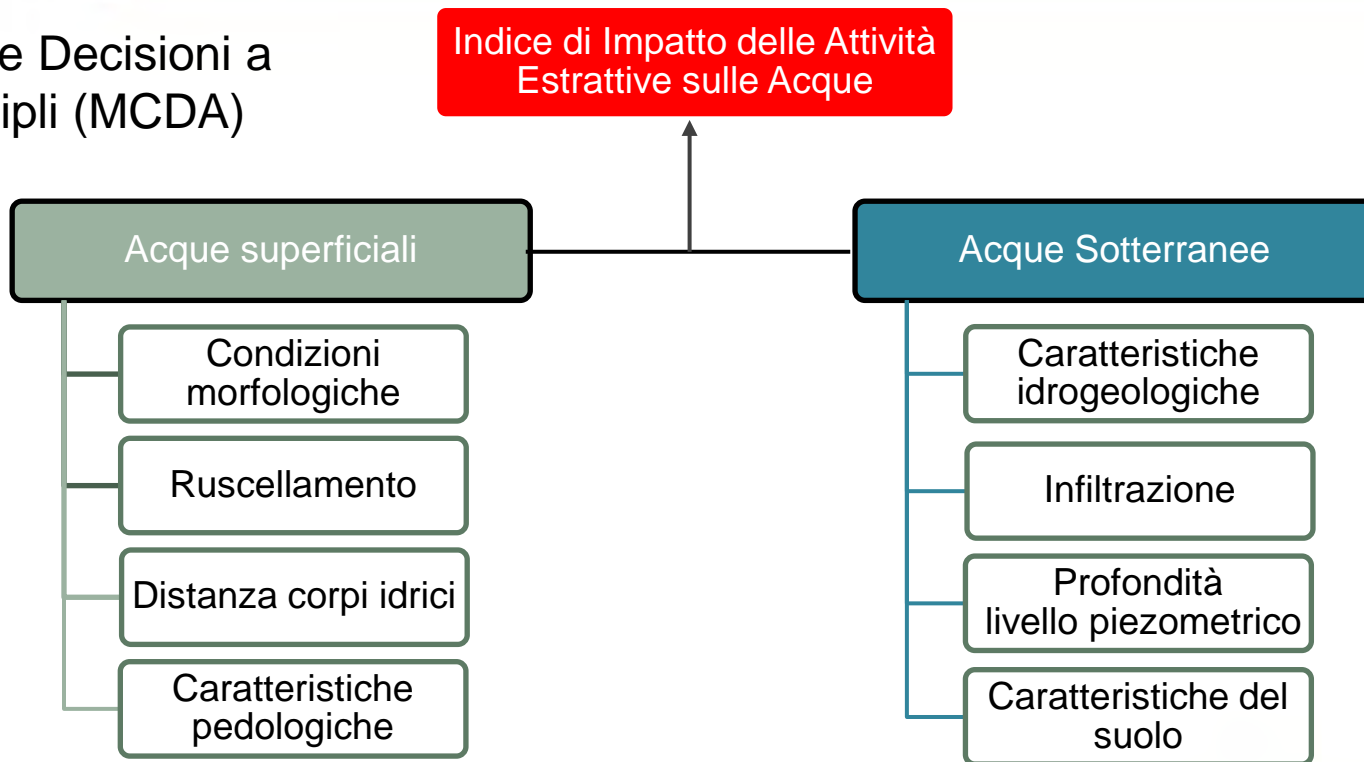 e Decisioni a
ipli (MCDA)
Indice di Impatto delle Attività
Estrattive sulle Acque
Acque superficiali
Condizioni
morfologiche
Ruscellamento
Distanza corpi idrici
Caratteristiche
pedologiche
Acque Sotterranee
Caratteristiche
idrogeologiche
Infiltrazione
Profondità
livello piezometrico
Caratteristiche del
suolo